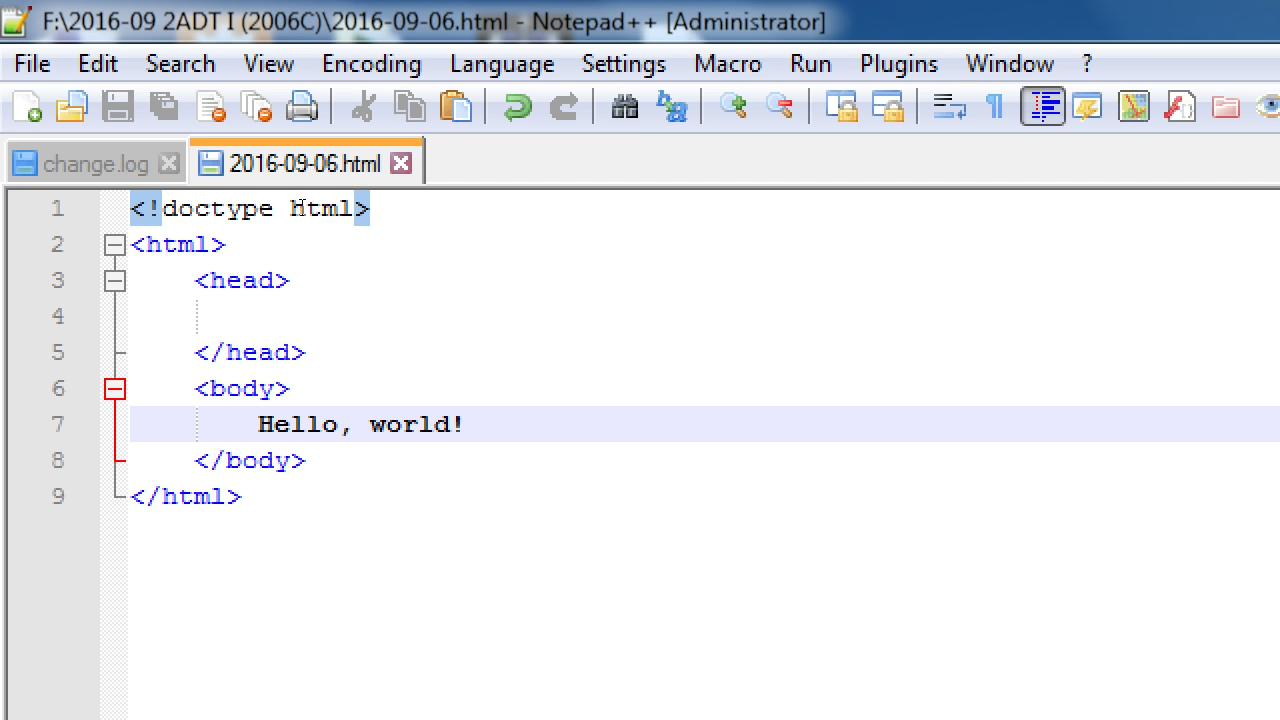 F:\2016-09 2ADT I (2006C)\2016-09-06.html - Notepad++ [Administrator]
File Edit Search View Encoding Language Settings Macro Run Plugins Window ?
change.log 2016-09-06.html
1 <!doctype Html>
2 <html>
3 <head>
4
5 </head>
6 <body>
7 Hello, world!
8 </body>
9 </html>